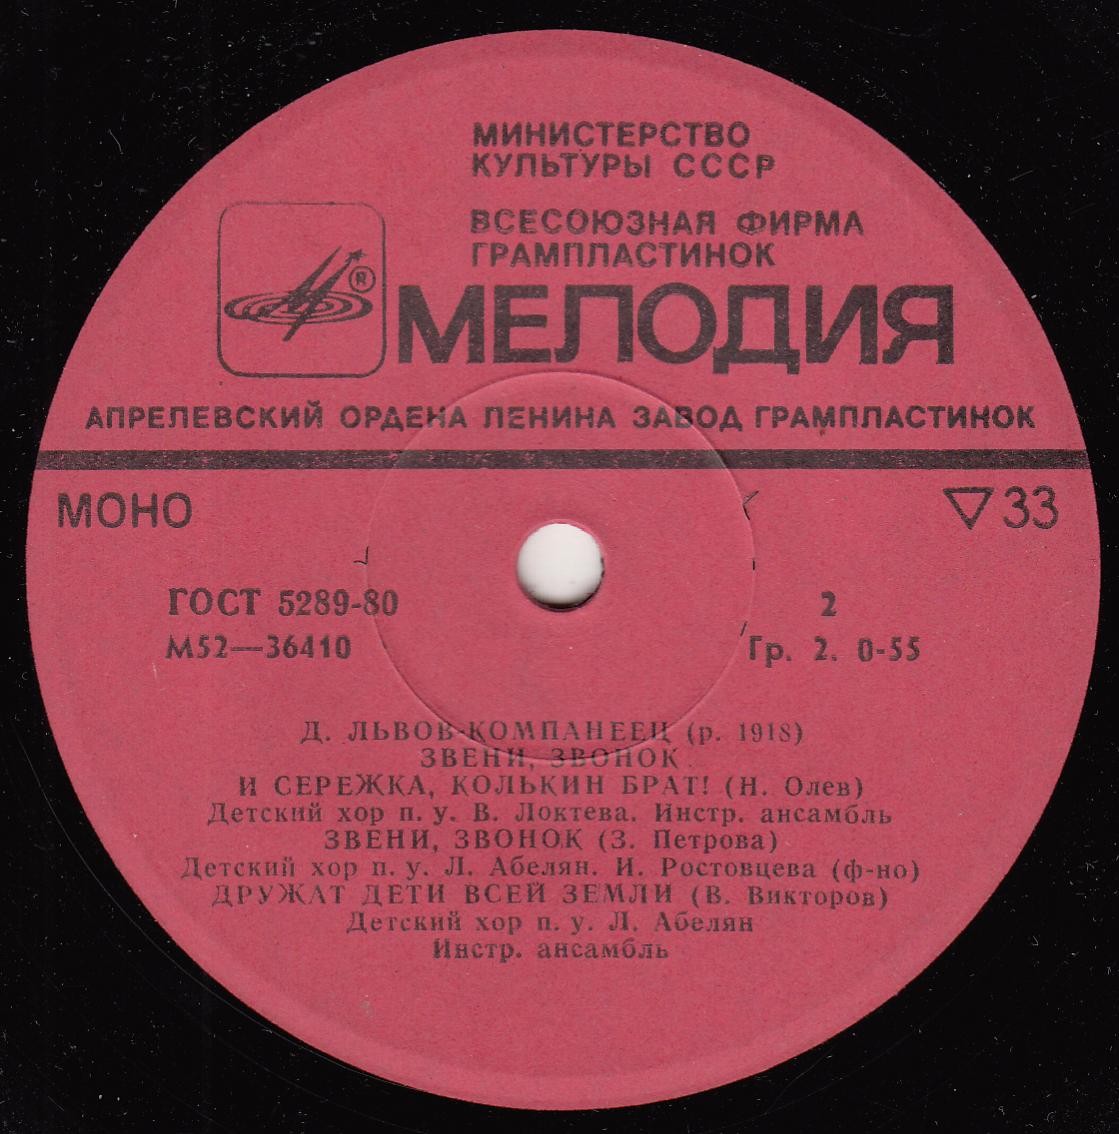 МИНИСТЕРСТВО
КУЛЬТУРЫ СССР
ВСЕСОЮЗНАЯ ФИРМА
ГРАМПЛАСТИНОК
®
МЕЛОДИЯ
АПРЕЛЕВСКИЙ ОРДЕНА ЛЕНИНА ЗАВОД ГРАМПЛАСТИНОК
МОНО ▽33
ГОСТ 5289-80 2
М52—36410 Гр. 2. 0-55
Д. ЛЬВОВ-КОМПАНЕЕЦ (р. 1918)
ЗВЕНИ, ЗВОНОК
И СЕРЕЖКА, КОЛЬКИН БРАТ! (Н. Олев)
Детский хор п. у. В. Локтева. Инстр. ансамбль
ЗВЕНИ, ЗВОНОК (З. Петрова)
Детский хор п. у. Л. Абелян. И. Ростовцева (ф-но)
ДРУЖАТ ДЕТИ ВСЕЙ ЗЕМЛИ (В. Викторов)
Детский хор п. у. Л. Абелян
Инстр. ансамбль